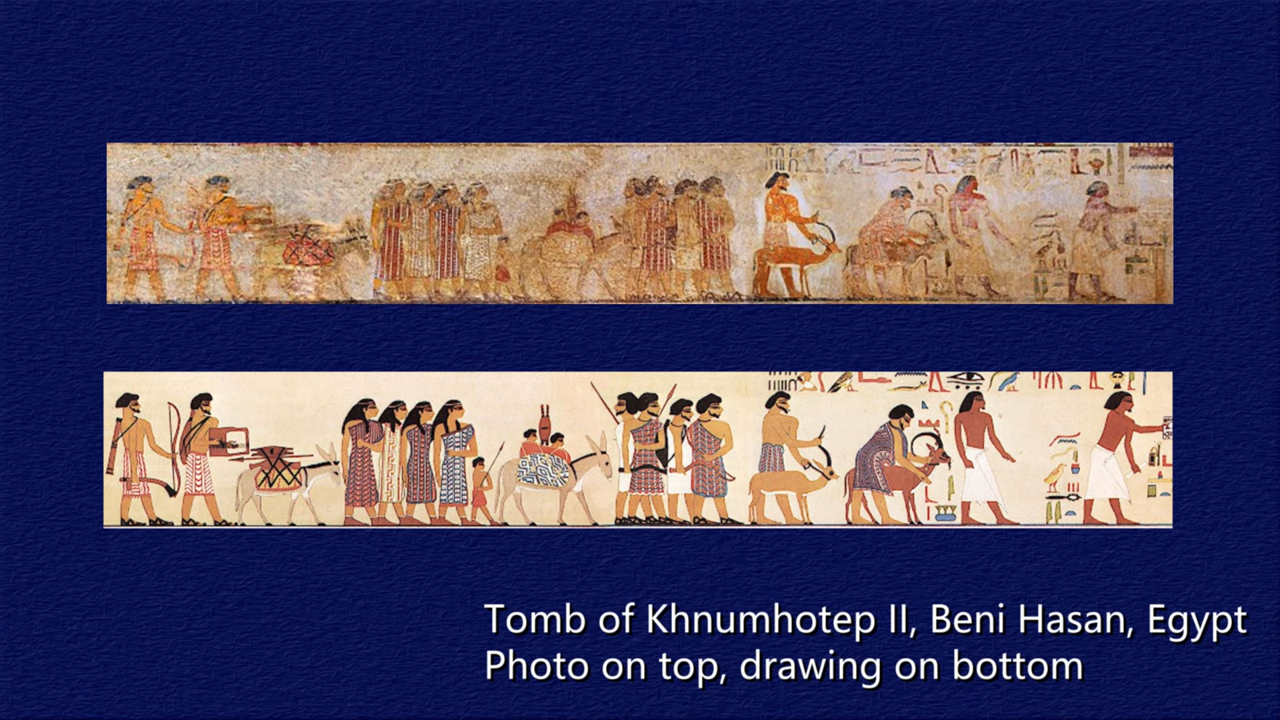 Tomb of Khnumhotep II, Beni Hasan, Egypt
Photo on top, drawing on bottom